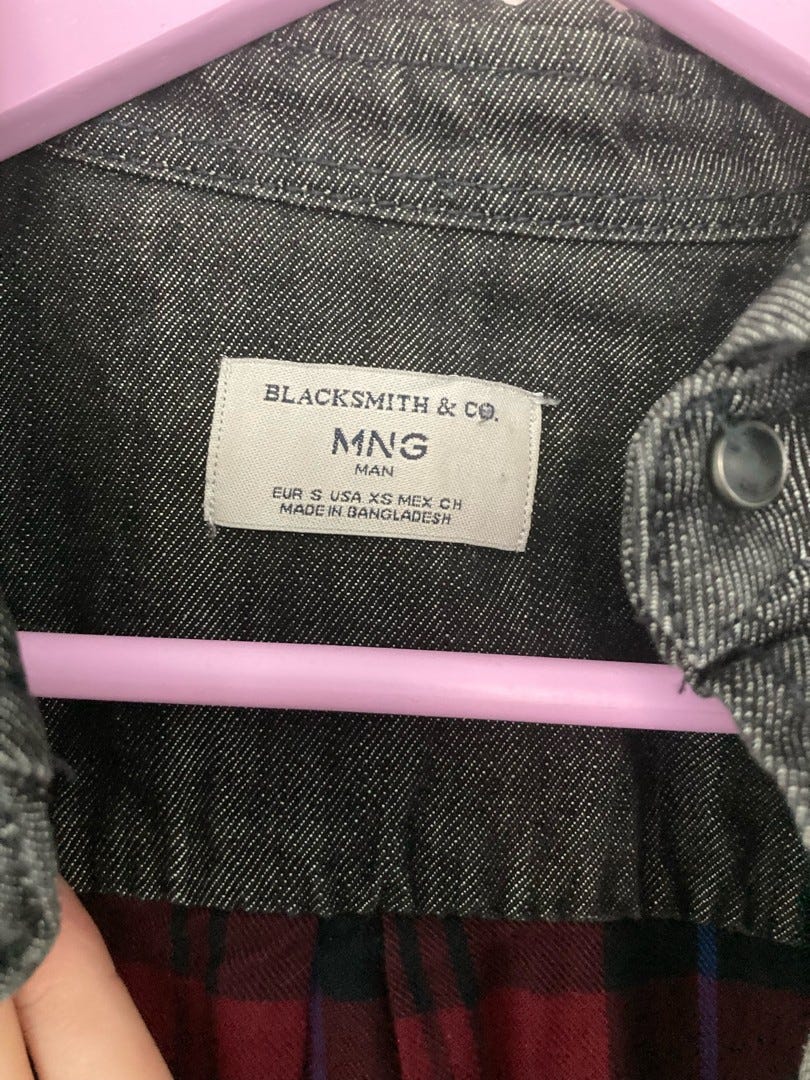 BLACKSMITH & CO.
MNG
MAN
EUR S USA XS MEX CH
MADE IN BANGLADESH